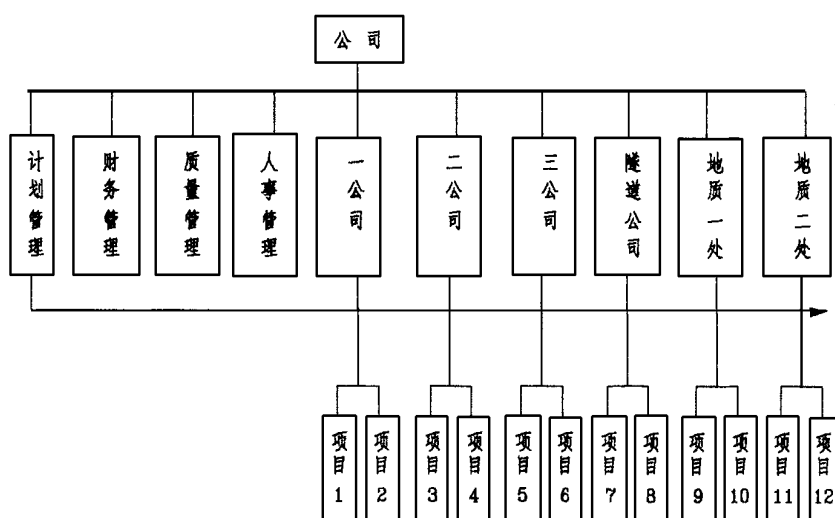 公司
计划管理
财务管理
质量管理
人事管理
一公司
二公司
三公司
隧道公司
地质一处
地质二处
项目1
项目2
项目3
项目4
项目5
项目6
项目7
项目8
项目9
项目10
项目11
项目12